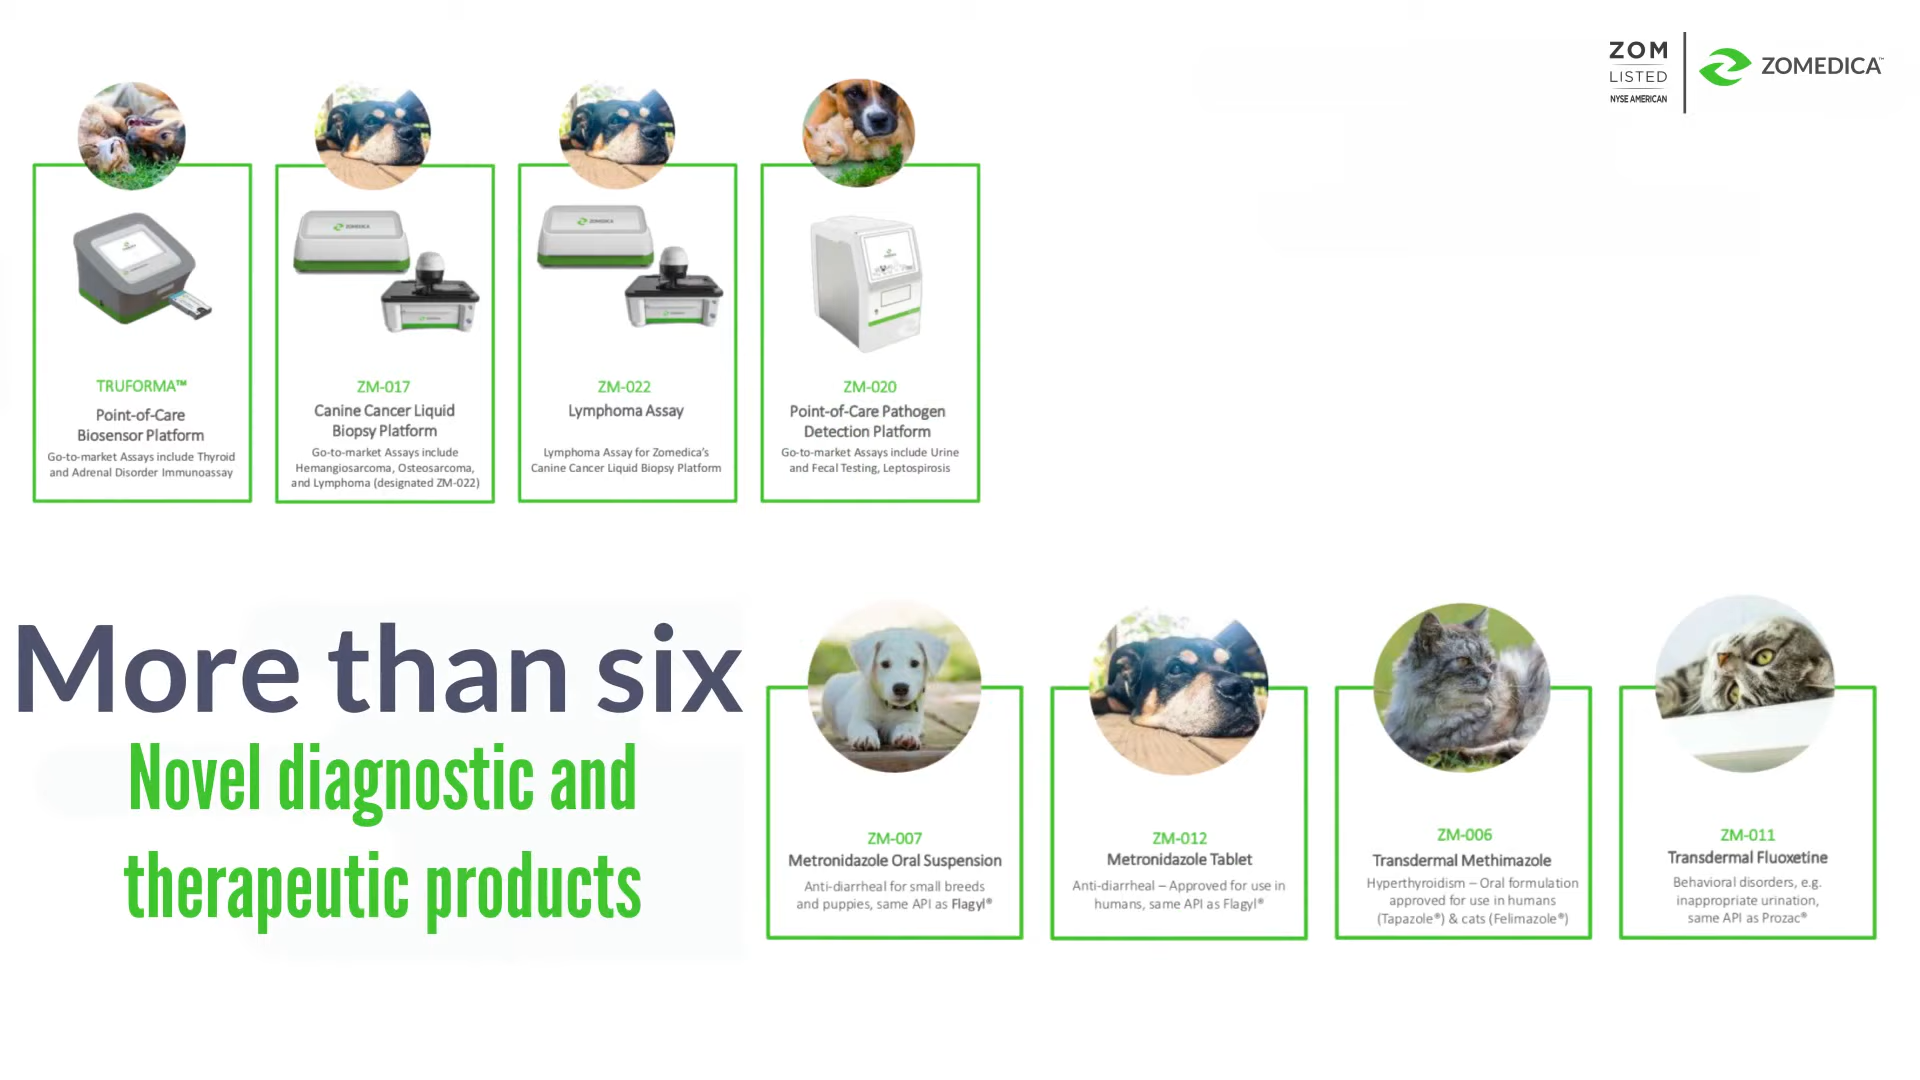 ZOM
LISTED
NYSE AMERICAN
ZOMEDICA™
ZOMEDICA
ZOMEDICA
TRUFORMA™
Point-of-Care
Biosensor Platform
Go-to-market Assays include Thyroid
and Adrenal Disorder Immunoassay
ZM-017
Canine Cancer Liquid
Biopsy Platform
Go-to-market Assays include
Hemangiosarcoma, Osteosarcoma,
and Lymphoma (designated ZM-022)
ZM-022
Lymphoma Assay
Lymphoma Assay for Zomedica's
Canine Cancer Liquid Biopsy Platform
ZM-020
Point-of-Care Pathogen
Detection Platform
Go-to-market Assays include Urine
and Fecal Testing, Leptospirosis
More than six
Novel diagnostic and
therapeutic products
ZM-007
Metronidazole Oral Suspension
Anti-diarrheal for small breeds
and puppies, same API as Flagyl®
ZM-012
Metronidazole Tablet
Anti-diarrheal – Approved for use in
humans, same API as Flagyl®
ZM-006
Transdermal Methimazole
Hyperthyroidism – Oral formulation
approved for use in humans
(Tapazole®) & cats (Felimazole®)
ZM-011
Transdermal Fluoxetine
Behavioral disorders, e.g.
inappropriate urination,
same API as Prozac®